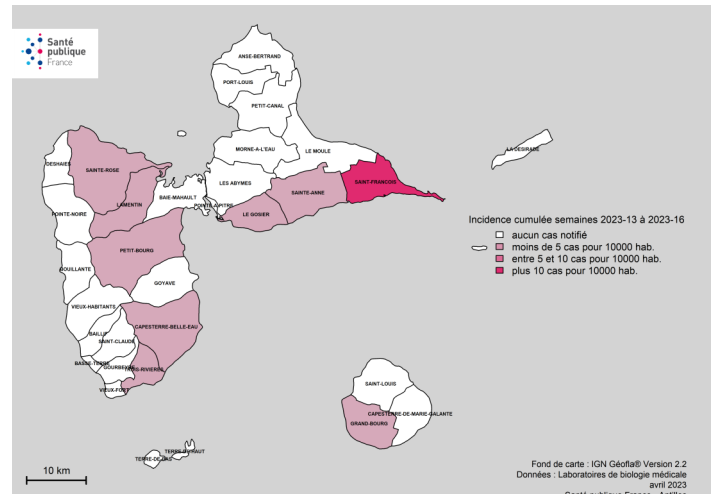 Santé
publique
France
ANSE-BERTRAND
PORT-LOUIS
PETIT-CANAL
MORNE-A-L'EAU
LE MOULE
LA DESIRADE
DESHAIES
SAINTE-ROSE
LES ABYMES
SAINTE-ANNE
SAINT-FRANCOIS
LAMENTIN
BAIE-MAHAULT
POINTE-A-PITRE
LE GOSIER
POINTE-NOIRE
Incidence cumulée semaines 2023-13 à 2023-16
aucun cas notifié
moins de 5 cas pour 10000 hab.
entre 5 et 10 cas pour 10000 hab.
plus 10 cas pour 10000 hab.
PETIT-BOURG
BOUILLANTE
GOYAVE
VIEUX-HABITANTS
CAPESTERRE-BELLE-EAU
BAILLIF
SAINT-CLAUDE
BASSE-TERRE
GOURBEYRE
TROIS-RIVIERES
VIEUX-FORT
SAINT-LOUIS
CAPESTERRE-DE-MARIE-GALANTE
GRAND-BOURG
TERRE-DE-HAUT
TERRE-DE-BAS
10 km
Fond de carte : IGN Géofla® Version 2.2
Données : Laboratoires de biologie médicale
avril 2023
Santé publique France - Antilles